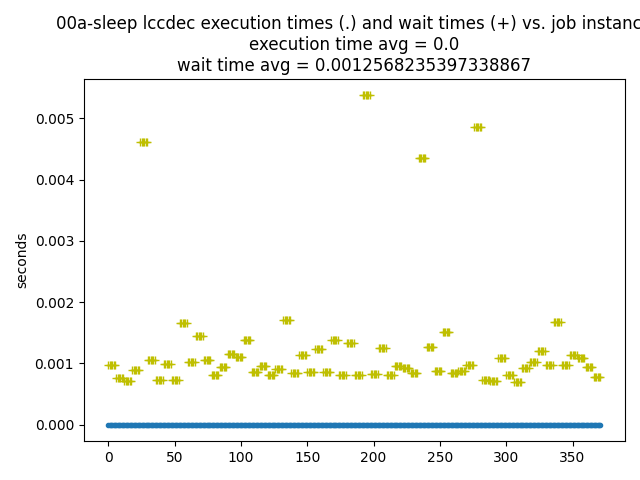 00a-sleep lccdec execution times (.) and wait times (+) vs. job instanc
execution time avg = 0.0
wait time avg = 0.0012568235397338867
0.005
0.004
0.003
0.002
0.001
0.000
seconds
0 50 100 150 200 250 300 350